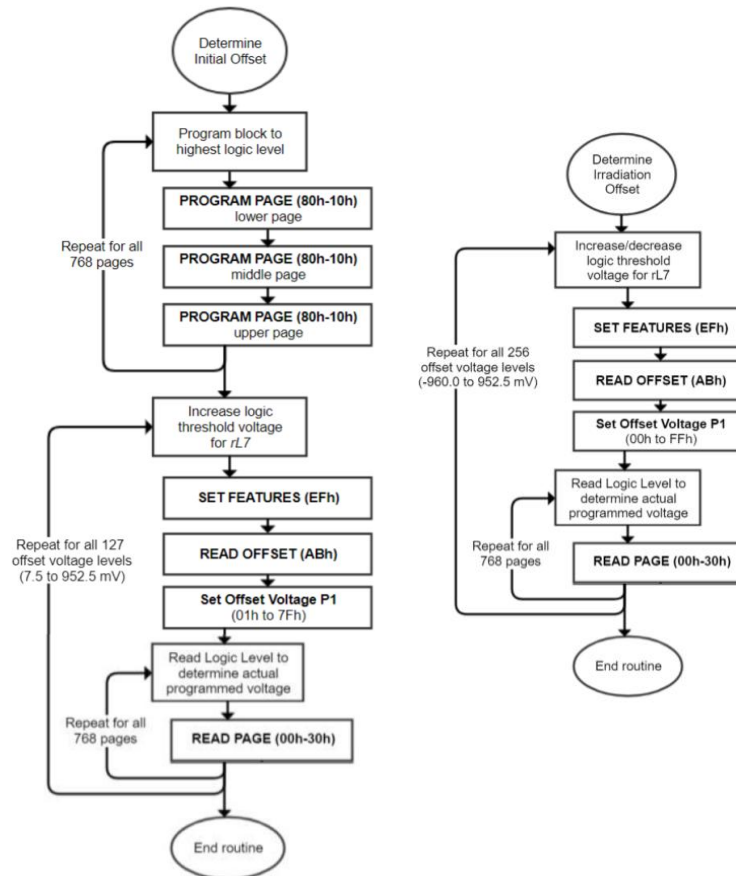 Determine
Initial Offset
Program block to
highest logic level
PROGRAM PAGE (80h-10h)
lower page
Repeat for all
768 pages
PROGRAM PAGE (80h-10h)
middle page
PROGRAM PAGE (80h-10h)
upper page
Increase logic
threshold voltage
for rL7
SET FEATURES (EFh)
Repeat for all 127
offset voltage levels
(7.5 to 952.5 mV)
READ OFFSET (ABh)
Set Offset Voltage P1
(01h to 7Fh)
Read Logic Level to
determine actual
programmed voltage
Repeat for all
768 pages
READ PAGE (00h-30h)
End routine
Determine
Irradiation
Offset
Increase/decrease
logic threshold
voltage for rL7
SET FEATURES (EFh)
Repeat for all 256
offset voltage levels
(-960.0 to 952.5 mV)
READ OFFSET (ABh)
Set Offset Voltage P1
(00h to FFh)
Read Logic Level to
determine actual
programmed voltage
Repeat for all
768 pages
READ PAGE (00h-30h)
End routine